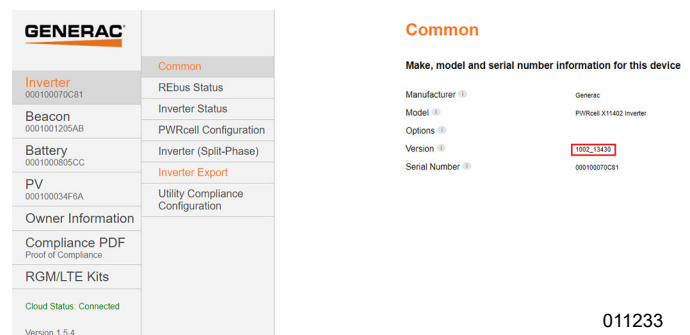 GENERAC
Inverter
000100070C81
Beacon
0001001205AB
Battery
0001000805CC
PV
000100034F6A
Owner Information
Compliance PDF
Proof of Compliance
RGM/LTE Kits
Cloud Status: Connected
Version 1.5.4
Common
REbus Status
Inverter Status
PWRcell Configuration
Inverter (Split-Phase)
Inverter Export
Utility Compliance
Configuration
Common
Make, model and serial number information for this device
Manufacturer Generac
Model PWRcell X11402 Inverter
Options
Version 1002_13430
Serial Number 000100070C81
011233